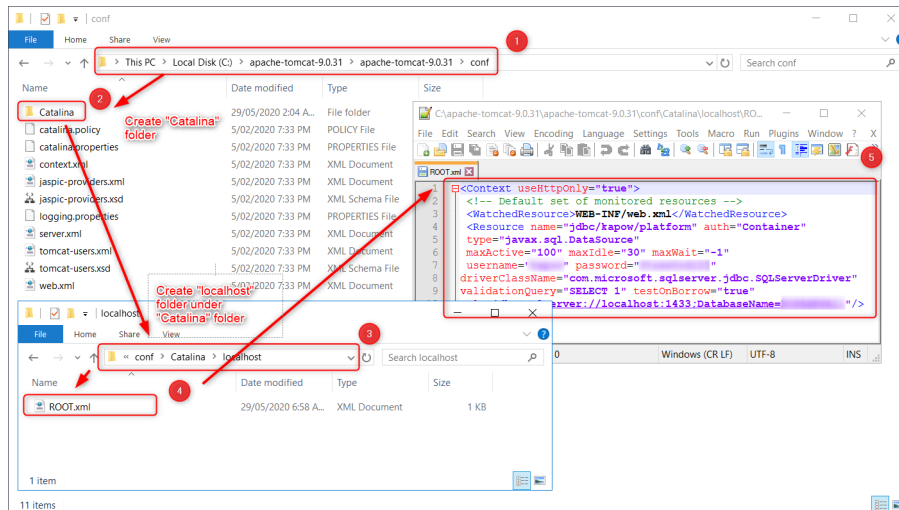 conf
File Home Share View
This PC > Local Disk (C:) > apache-tomcat-9.0.31 > apache-tomcat-9.0.31 > conf
Search conf
1
Name Date modified Type Size
Catalina 29/05/2020 2:04 A... File folder
catalina.policy 5/02/2020 7:33 PM POLICY File
catalina.properties 5/02/2020 7:33 PM PROPERTIES File
context.xml 5/02/2020 7:33 PM XML Document
jaspic-providers.xml 5/02/2020 7:33 PM XML Document
jaspic-providers.xsd 5/02/2020 7:33 PM XML Schema File
logging.properties 5/02/2020 7:33 PM PROPERTIES File
server.xml 5/02/2020 7:33 PM XML Document
tomcat-users.xml 5/02/2020 7:33 PM XML Document
tomcat-users.xsd 5/02/2020 7:33 PM XML Schema File
web.xml 5/02/2020 7:33 PM XML Document
2
Create "Catalina"
folder
Create "localhost"
folder under
"Catalina" folder
C:\apache-tomcat-9.0.31\apache-tomcat-9.0.31\conf\Catalina\localhost\RO...
File Edit Search View Encoding Language Settings Tools Macro Run Plugins Window ? X
5
ROOT.xml
1 <Context useHttpOnly="true">
2 <!-- Default set of monitored resources -->
3 <WatchedResource>WEB-INF/web.xml</WatchedResource>
4 <Resource name="jdbc/kapow/platform" auth="Container"
5 type="javax.sql.DataSource"
6 maxActive="100" maxIdle="30" maxWait="-1"
7 username=" password="
8 driverClassName="com.microsoft.sqlserver.jdbc.SQLServerDriver"
9 validationQuery="SELECT 1" testOnBorrow="true"
server://localhost:1433;DatabaseName= "/>
Windows (CR LF) UTF-8 INS
localhost
File Home Share View
« conf > Catalina > localhost
Search localhost
3
4
Name Date modified Type Size
ROOT.xml 29/05/2020 6:58 A... XML Document 1 KB
1 item
11 items